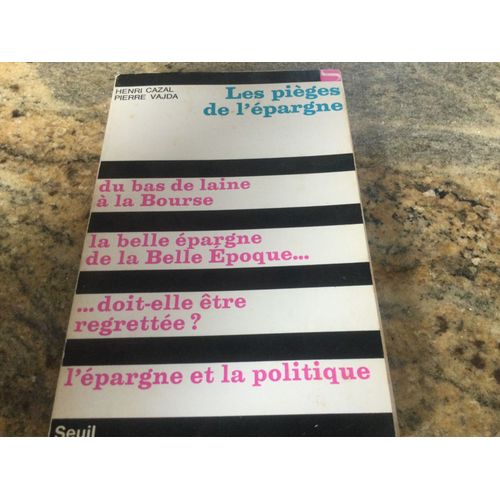 HENRI CAZAL
PIERRE VAJDA
Les pièges
de l'épargne
du bas de laine
à la Bourse
la belle épargne
de la Belle Époque...
...doit-elle être
regrettée ?
l'épargne et la politique
Seuil